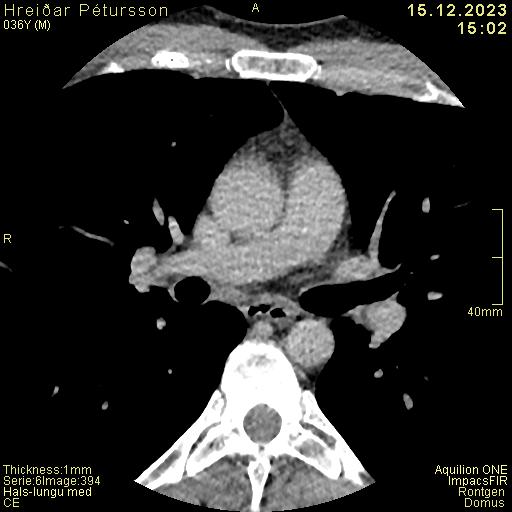 Hreiðar Pétursson
036Y (M)
A
15.12.2023
15:02
R
40mm
Thickness:1mm
Serie:6Image:394
Hals-lungu med
CE
Aquilion ONE
ImpacsFIR
Rontgen
Domus